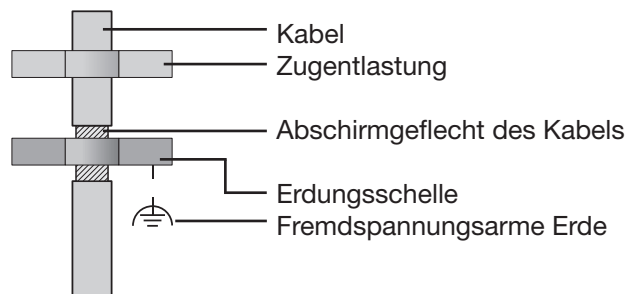 Kabel
Zugentlastung
Abschirmgeflecht des Kabels
Erdungsschelle
Fremdspannungsarme Erde